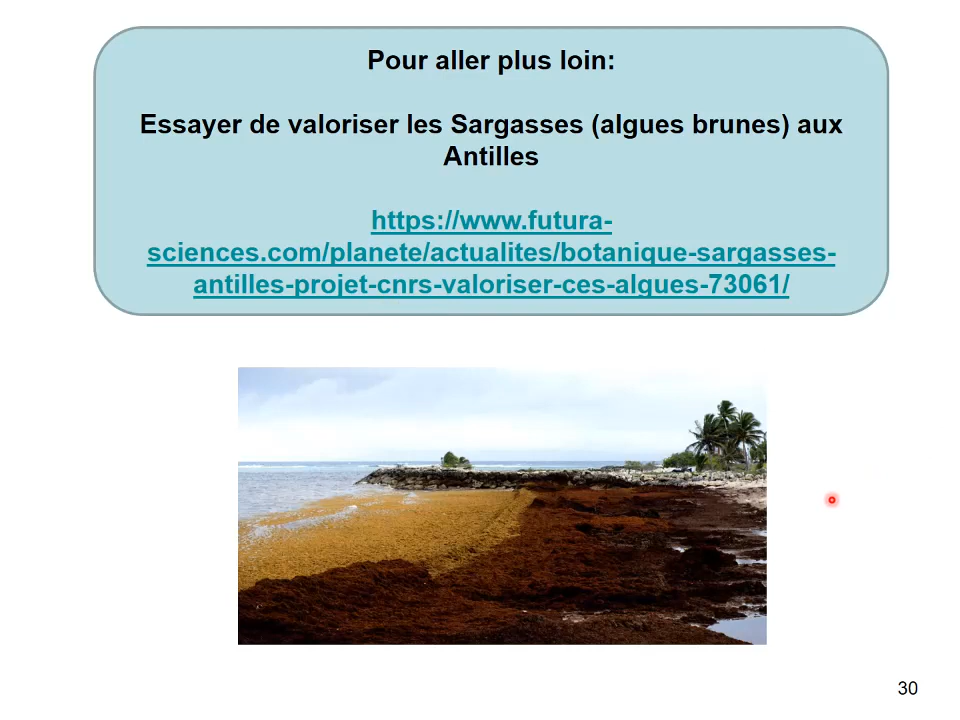 Pour aller plus loin:
Essayer de valoriser les Sargasses (algues brunes) aux
Antilles
https://www.futura-
sciences.com/planete/actualites/botanique-sargasses-
antilles-projet-cnrs-valoriser-ces-algues-73061/
30